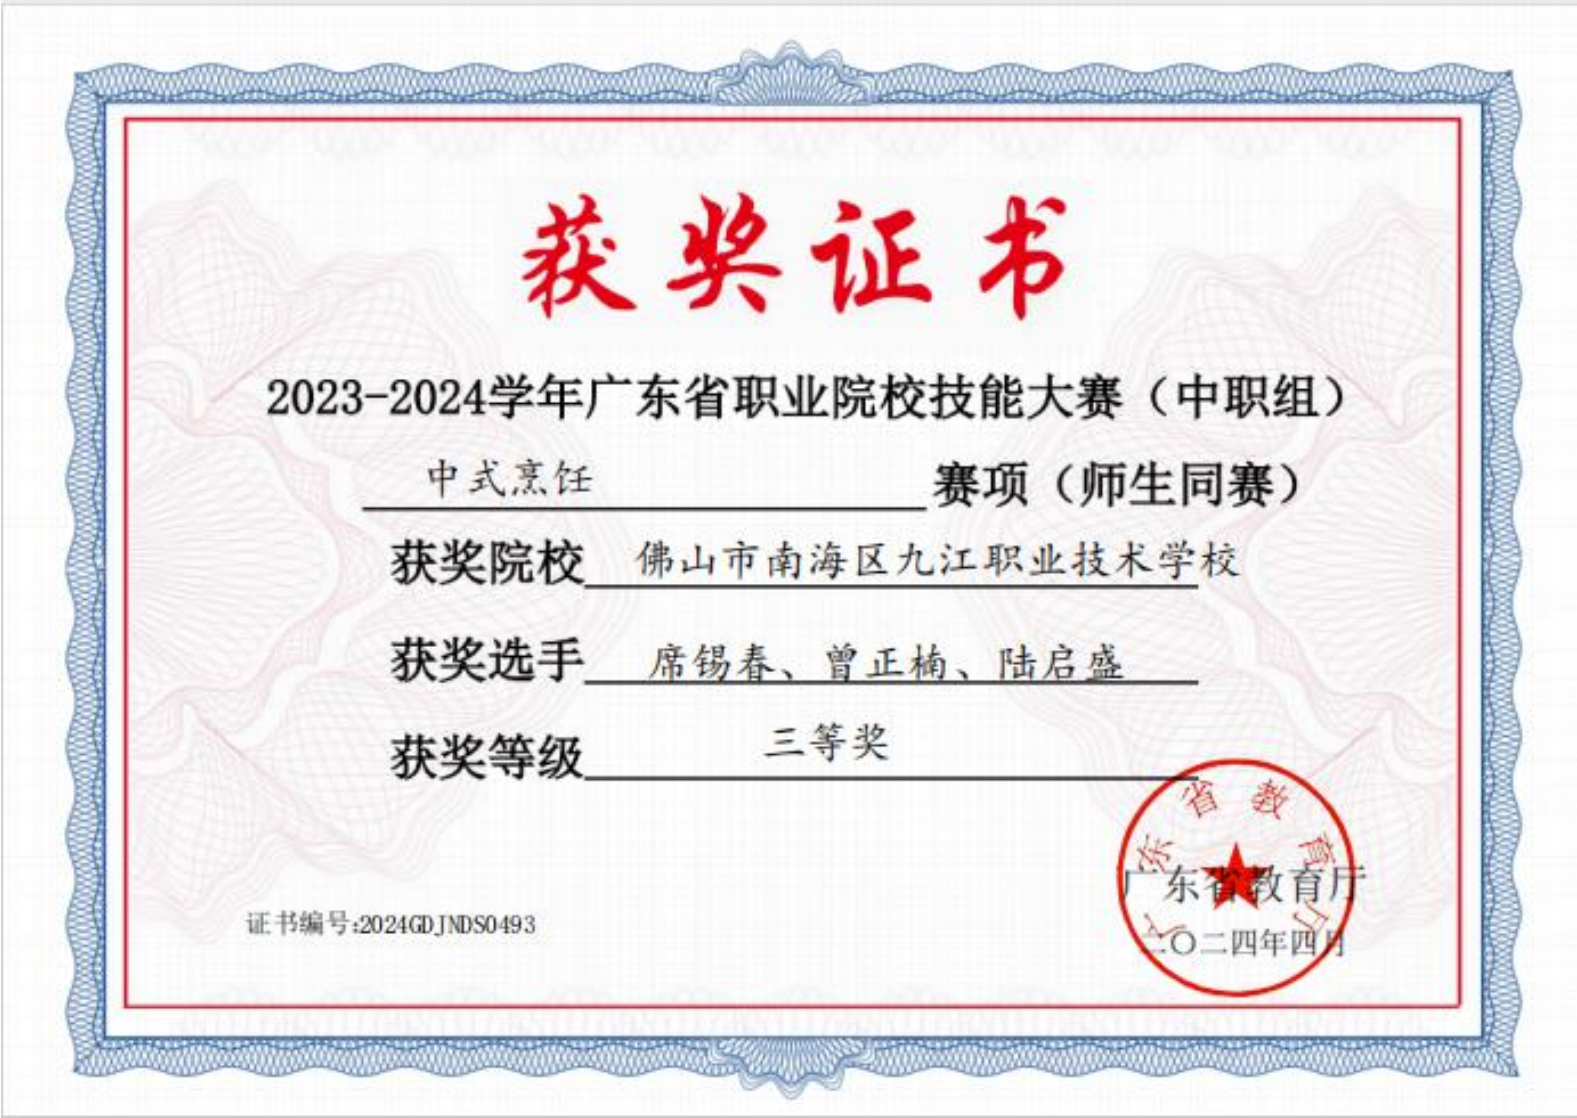 获奖证书
2023-2024学年广东省职业院校技能大赛（中职组）
中式烹饪 赛项（师生同赛）
获奖院校 佛山市南海区九江职业技术学校
获奖选手 席锡春、曾正楠、陆启盛
获奖等级 三等奖
广东省教育厅
证书编号:2024GDJNDS0493
广东省教育厅
二〇二四年四月